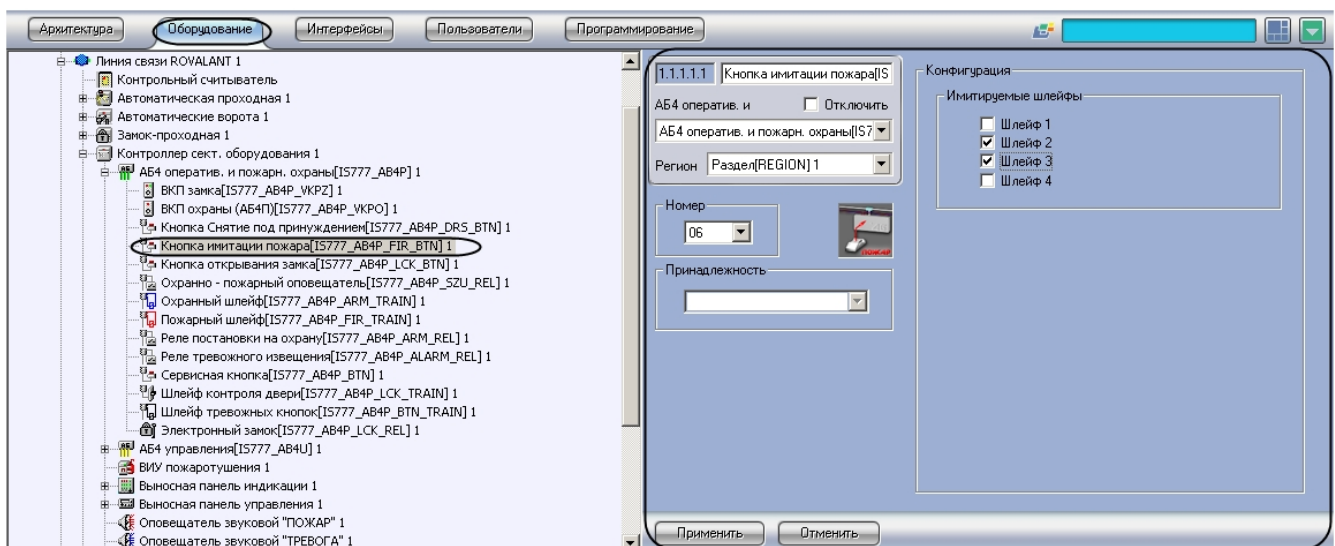 Архитектура
Оборудование
Интерфейсы
Пользователи
Программирование
Линия связи ROVALANT 1
Контрольный считыватель
Автоматическая проходная 1
Автоматические ворота 1
Замок-проходная 1
Контроллер сект. оборудования 1
АБ4 оператив. и пожарн. охраны[IS777_AB4P] 1
ВКП замка[IS777_AB4P_VKPZ] 1
ВКП охраны (АБ4П)[IS777_AB4P_VKPO] 1
Кнопка Снятие под принуждением[IS777_AB4P_DRS_BTN] 1
Кнопка имитации пожара[IS777_AB4P_FIR_BTN] 1
Кнопка открывания замка[IS777_AB4P_LCK_BTN] 1
Охранно - пожарный оповещатель[IS777_AB4P_SZU_REL] 1
Охранный шлейф[IS777_AB4P_ARM_TRAIN] 1
Пожарный шлейф[IS777_AB4P_FIR_TRAIN] 1
Реле постановки на охрану[IS777_AB4P_ARM_REL] 1
Реле тревожного извещения[IS777_AB4P_ALARM_REL] 1
Сервисная кнопка[IS777_AB4P_BTN] 1
Шлейф контроля двери[IS777_AB4P_LCK_TRAIN] 1
Шлейф тревожных кнопок[IS777_AB4P_BTN_TRAIN] 1
Электронный замок[IS777_AB4P_LCK_REL] 1
АБ4 управления[IS777_AB4U] 1
ВИУ пожаротушения 1
Выносная панель индикации 1
Выносная панель управления 1
Оповещатель звуковой "ПОЖАР" 1
Оповещатель звуковой "ТРЕВОГА" 1
1.1.1.1.1 Кнопка имитации пожара[IS
АБ4 оператив. и Отключить
АБ4 оператив. и пожарн. охраны[IS7
Регион Раздел[REGION] 1
Номер
06
ПОЖАР
Принадлежность
Конфигурация
Имитируемые шлейфы
Шлейф 1
Шлейф 2
Шлейф 3
Шлейф 4
Применить
Отменить